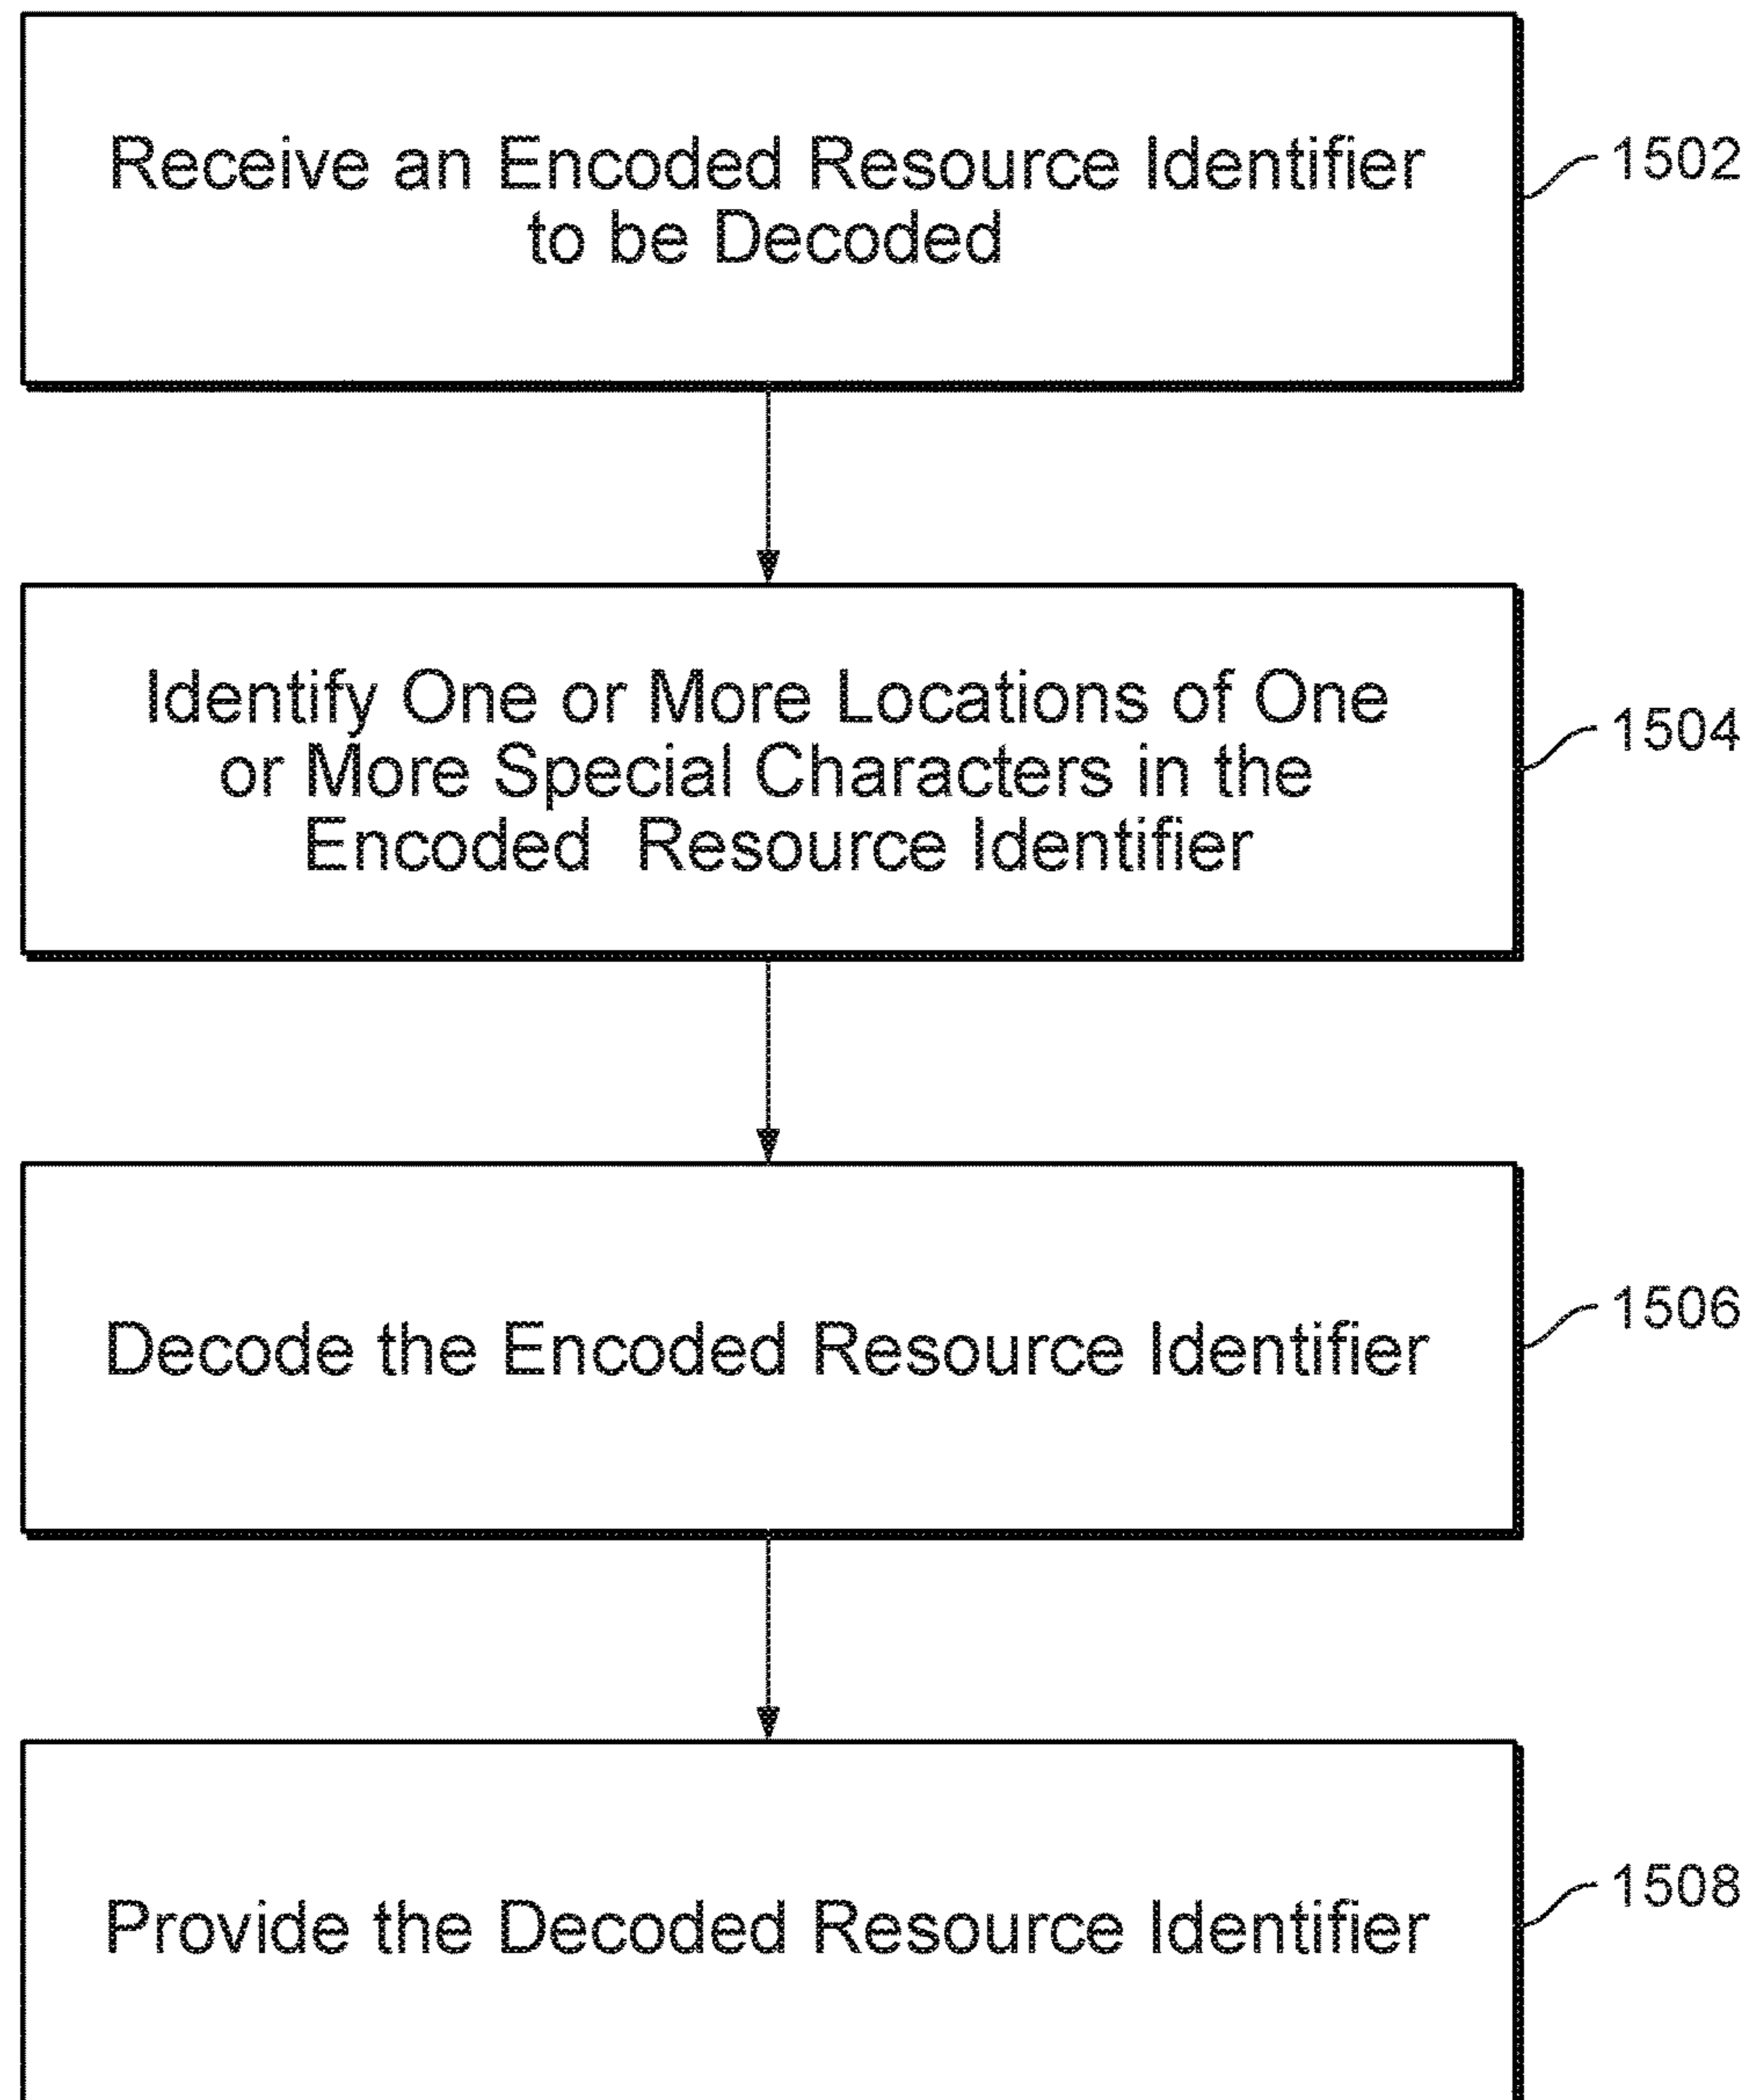 Receive an Encoded Resource Identifier
to be Decoded
1502
Identify One or More Locations of One
or More Special Characters in the
Encoded  Resource Identifier
1504
Decode the Encoded Resource Identifier
1506
Provide the Decoded Resource Identifier
1508